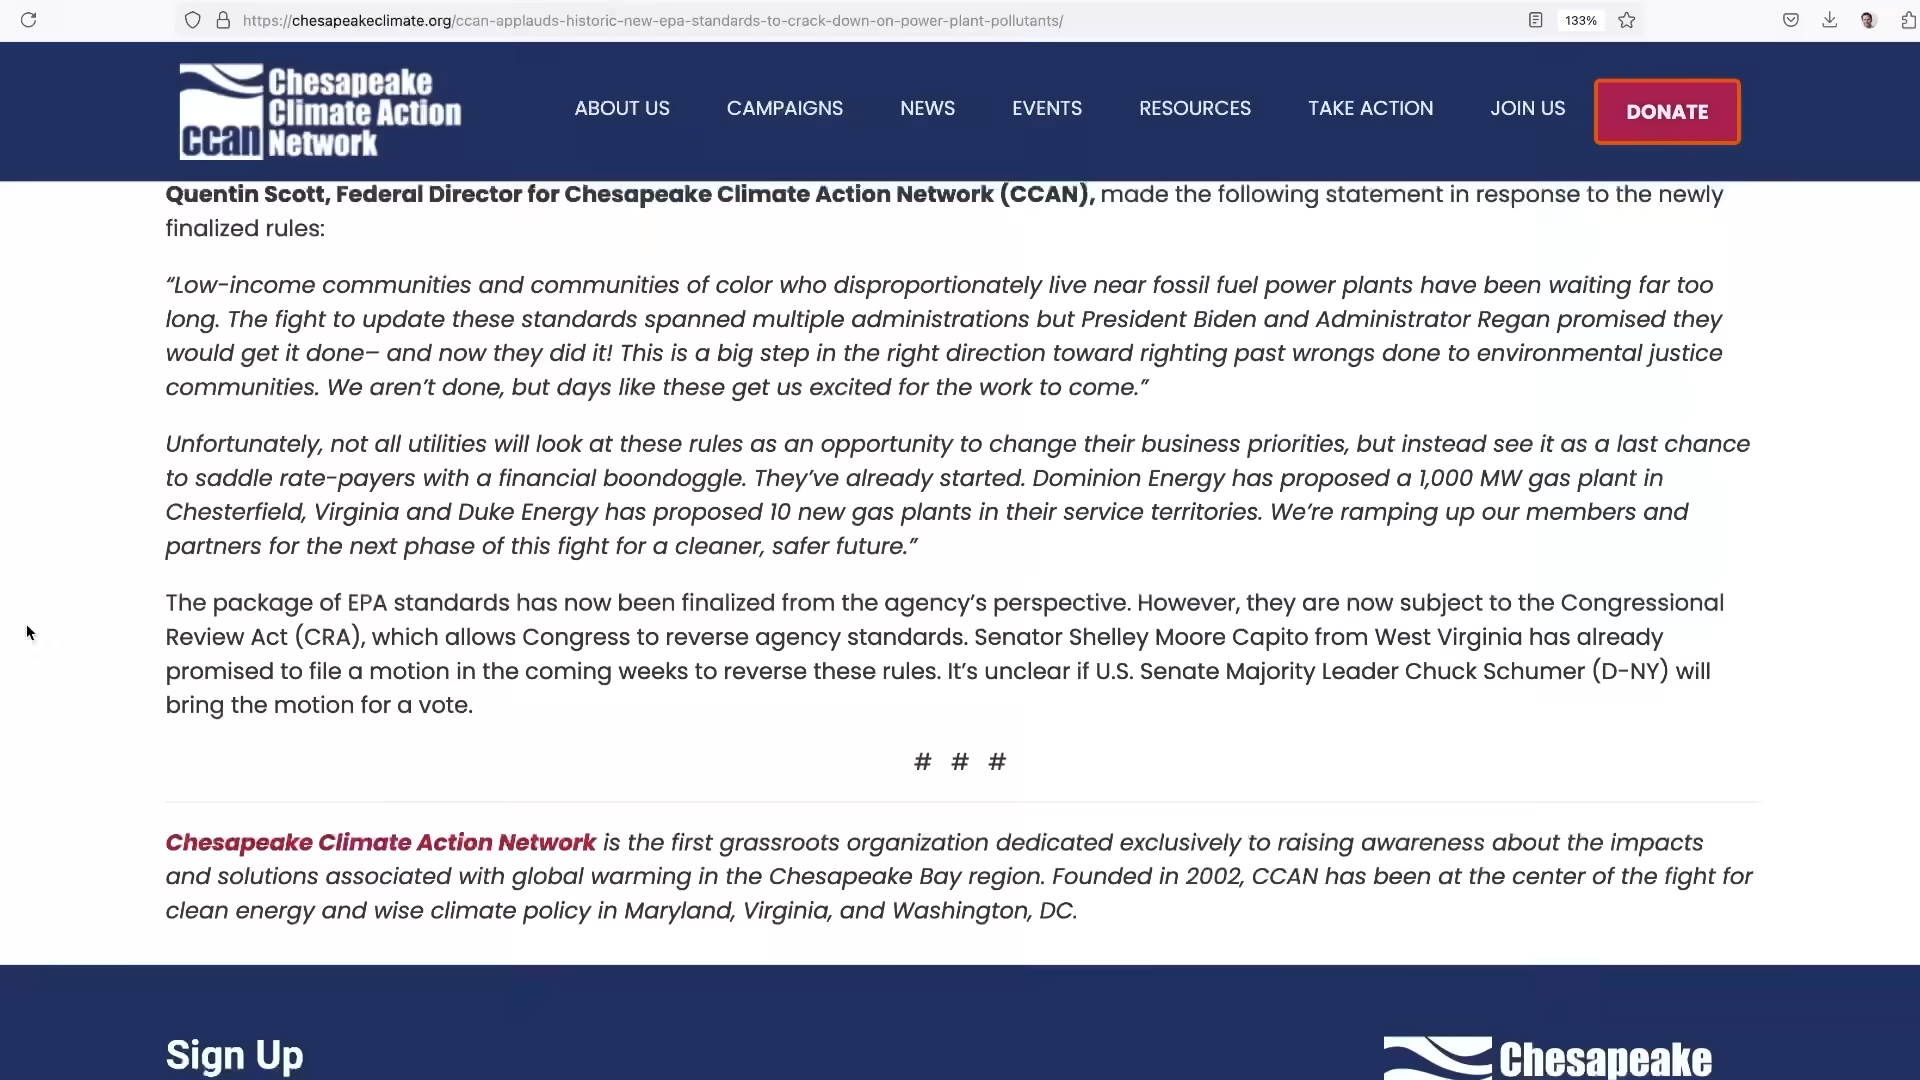 https://chesapeakeclimate.org/ccan-applauds-historic-new-epa-standards-to-crack-down-on-power-plant-pollutants/
133%
ccan
Chesapeake
Climate Action
Network
ABOUT US
CAMPAIGNS
NEWS
EVENTS
RESOURCES
TAKE ACTION
JOIN US
DONATE
Quentin Scott, Federal Director for Chesapeake Climate Action Network (CCAN), made the following statement in response to the newly
finalized rules:
“Low-income communities and communities of color who disproportionately live near fossil fuel power plants have been waiting far too
long. The fight to update these standards spanned multiple administrations but President Biden and Administrator Regan promised they
would get it done– and now they did it! This is a big step in the right direction toward righting past wrongs done to environmental justice
communities. We aren’t done, but days like these get us excited for the work to come.”
Unfortunately, not all utilities will look at these rules as an opportunity to change their business priorities, but instead see it as a last chance
to saddle rate-payers with a financial boondoggle. They’ve already started. Dominion Energy has proposed a 1,000 MW gas plant in
Chesterfield, Virginia and Duke Energy has proposed 10 new gas plants in their service territories. We’re ramping up our members and
partners for the next phase of this fight for a cleaner, safer future.”
The package of EPA standards has now been finalized from the agency’s perspective. However, they are now subject to the Congressional
Review Act (CRA), which allows Congress to reverse agency standards. Senator Shelley Moore Capito from West Virginia has already
promised to file a motion in the coming weeks to reverse these rules. It’s unclear if U.S. Senate Majority Leader Chuck Schumer (D-NY) will
bring the motion for a vote.
# # #
Chesapeake Climate Action Network is the first grassroots organization dedicated exclusively to raising awareness about the impacts
and solutions associated with global warming in the Chesapeake Bay region. Founded in 2002, CCAN has been at the center of the fight for
clean energy and wise climate policy in Maryland, Virginia, and Washington, DC.
Sign Up
Chesapeake